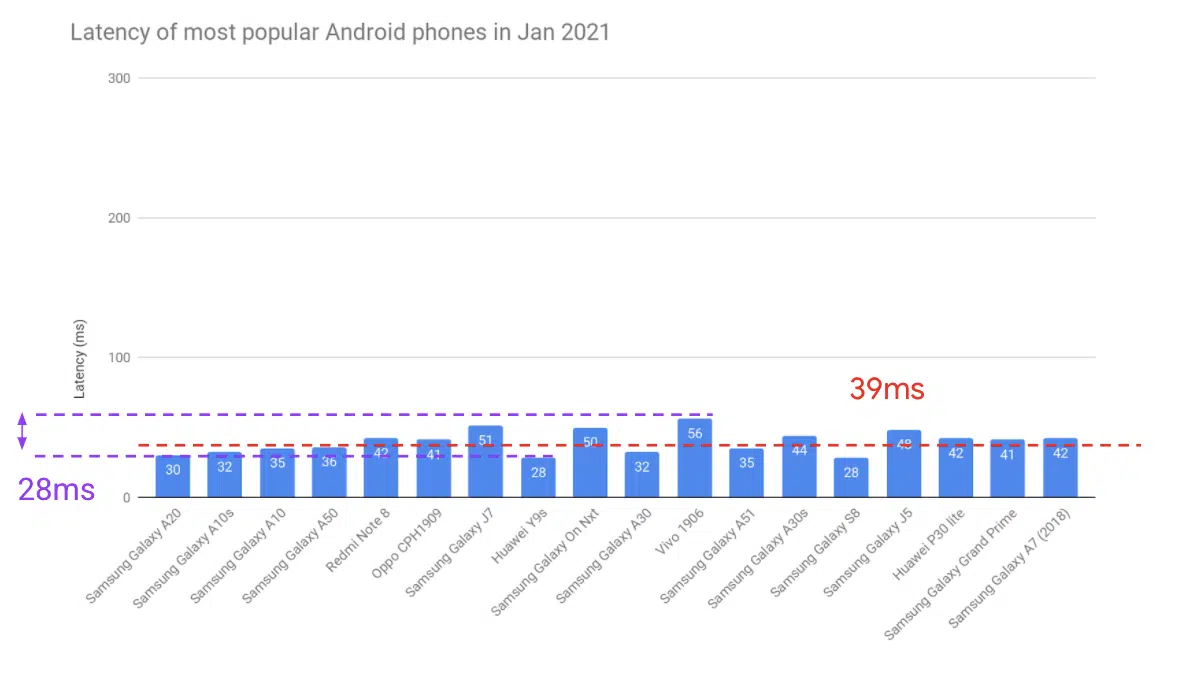 Latency of most popular Android phones in Jan 2021
300
200
100
0
Latency (ms)
39ms
28ms
30
32
35
36
42
41
51
28
50
32
56
35
44
28
48
42
41
42
Samsung Galaxy A20
Samsung Galaxy A10s
Samsung Galaxy A10
Samsung Galaxy A50
Redmi Note 8
Oppo CPH1909
Samsung Galaxy J7
Huawei Y9s
Samsung Galaxy On Nxt
Samsung Galaxy A30
Vivo 1906
Samsung Galaxy A51
Samsung Galaxy A30s
Samsung Galaxy S8
Samsung Galaxy J5
Huawei P30 lite
Samsung Galaxy Grand Prime
Samsung Galaxy A7 (2018)